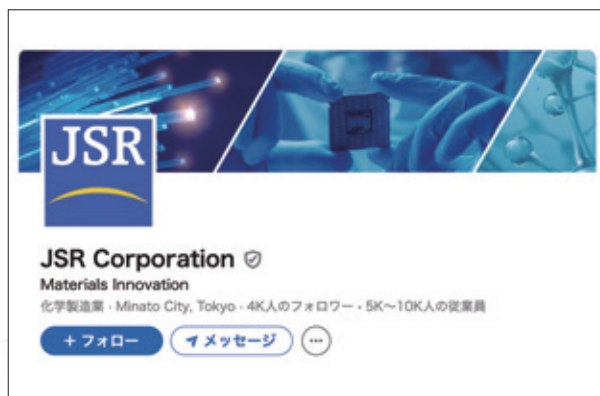 JSR
JSR Corporation
Materials Innovation
化学製造業 · Minato City, Tokyo · 4K人のフォロワー · 5K～10K人の従業員
+ フォロー
メッセージ